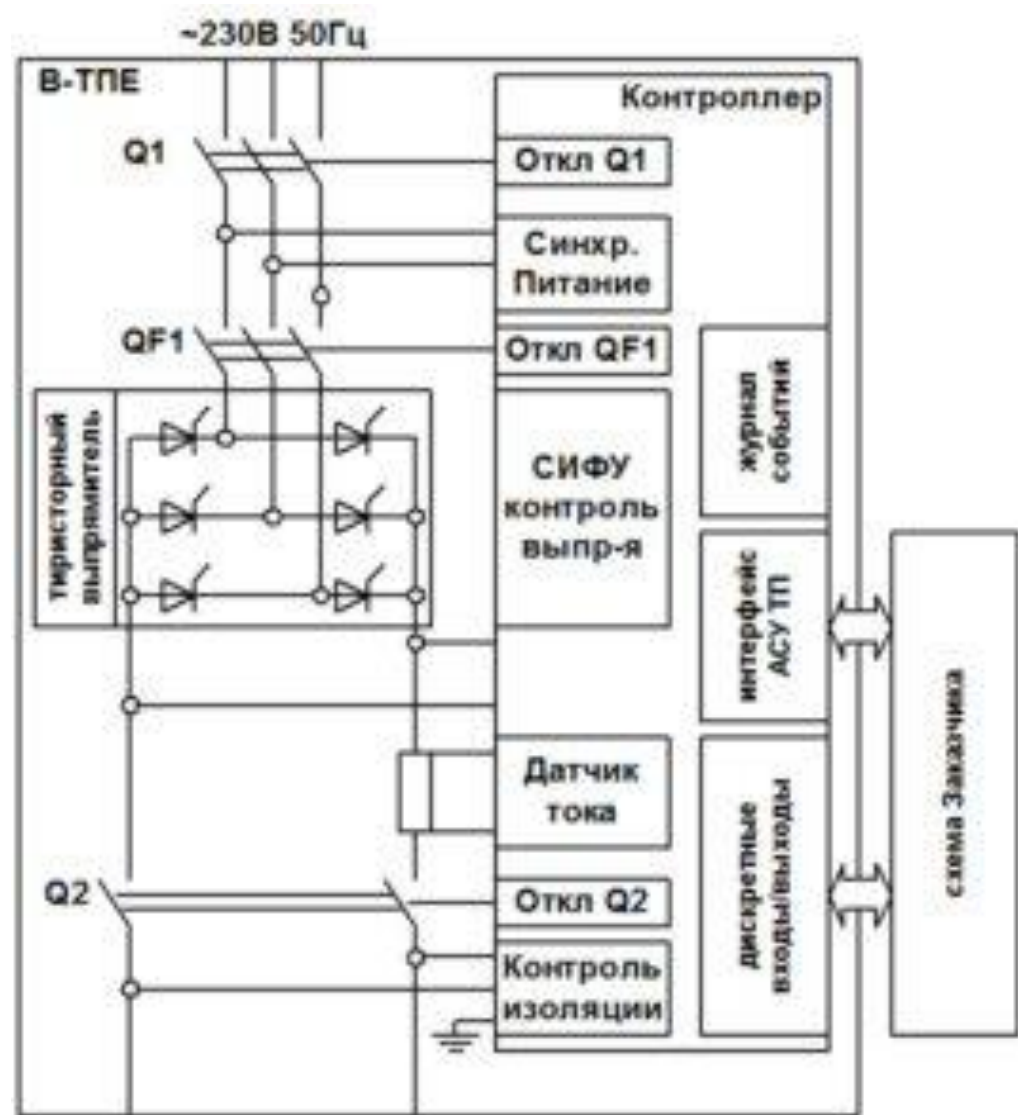 ~230В 50Гц
В-ТПЕ
Контроллер
Q1
Откл Q1
Синхр.
Питание
QF1
Откл QF1
тиристорный
выпрямитель
СИФУ
контроль
выпр-я
журнал
событий
интерфейс
АСУ ТП
Датчик
тока
дискретные
входы/выходы
схема Заказчика
Q2
Откл Q2
Контроль
изоляции